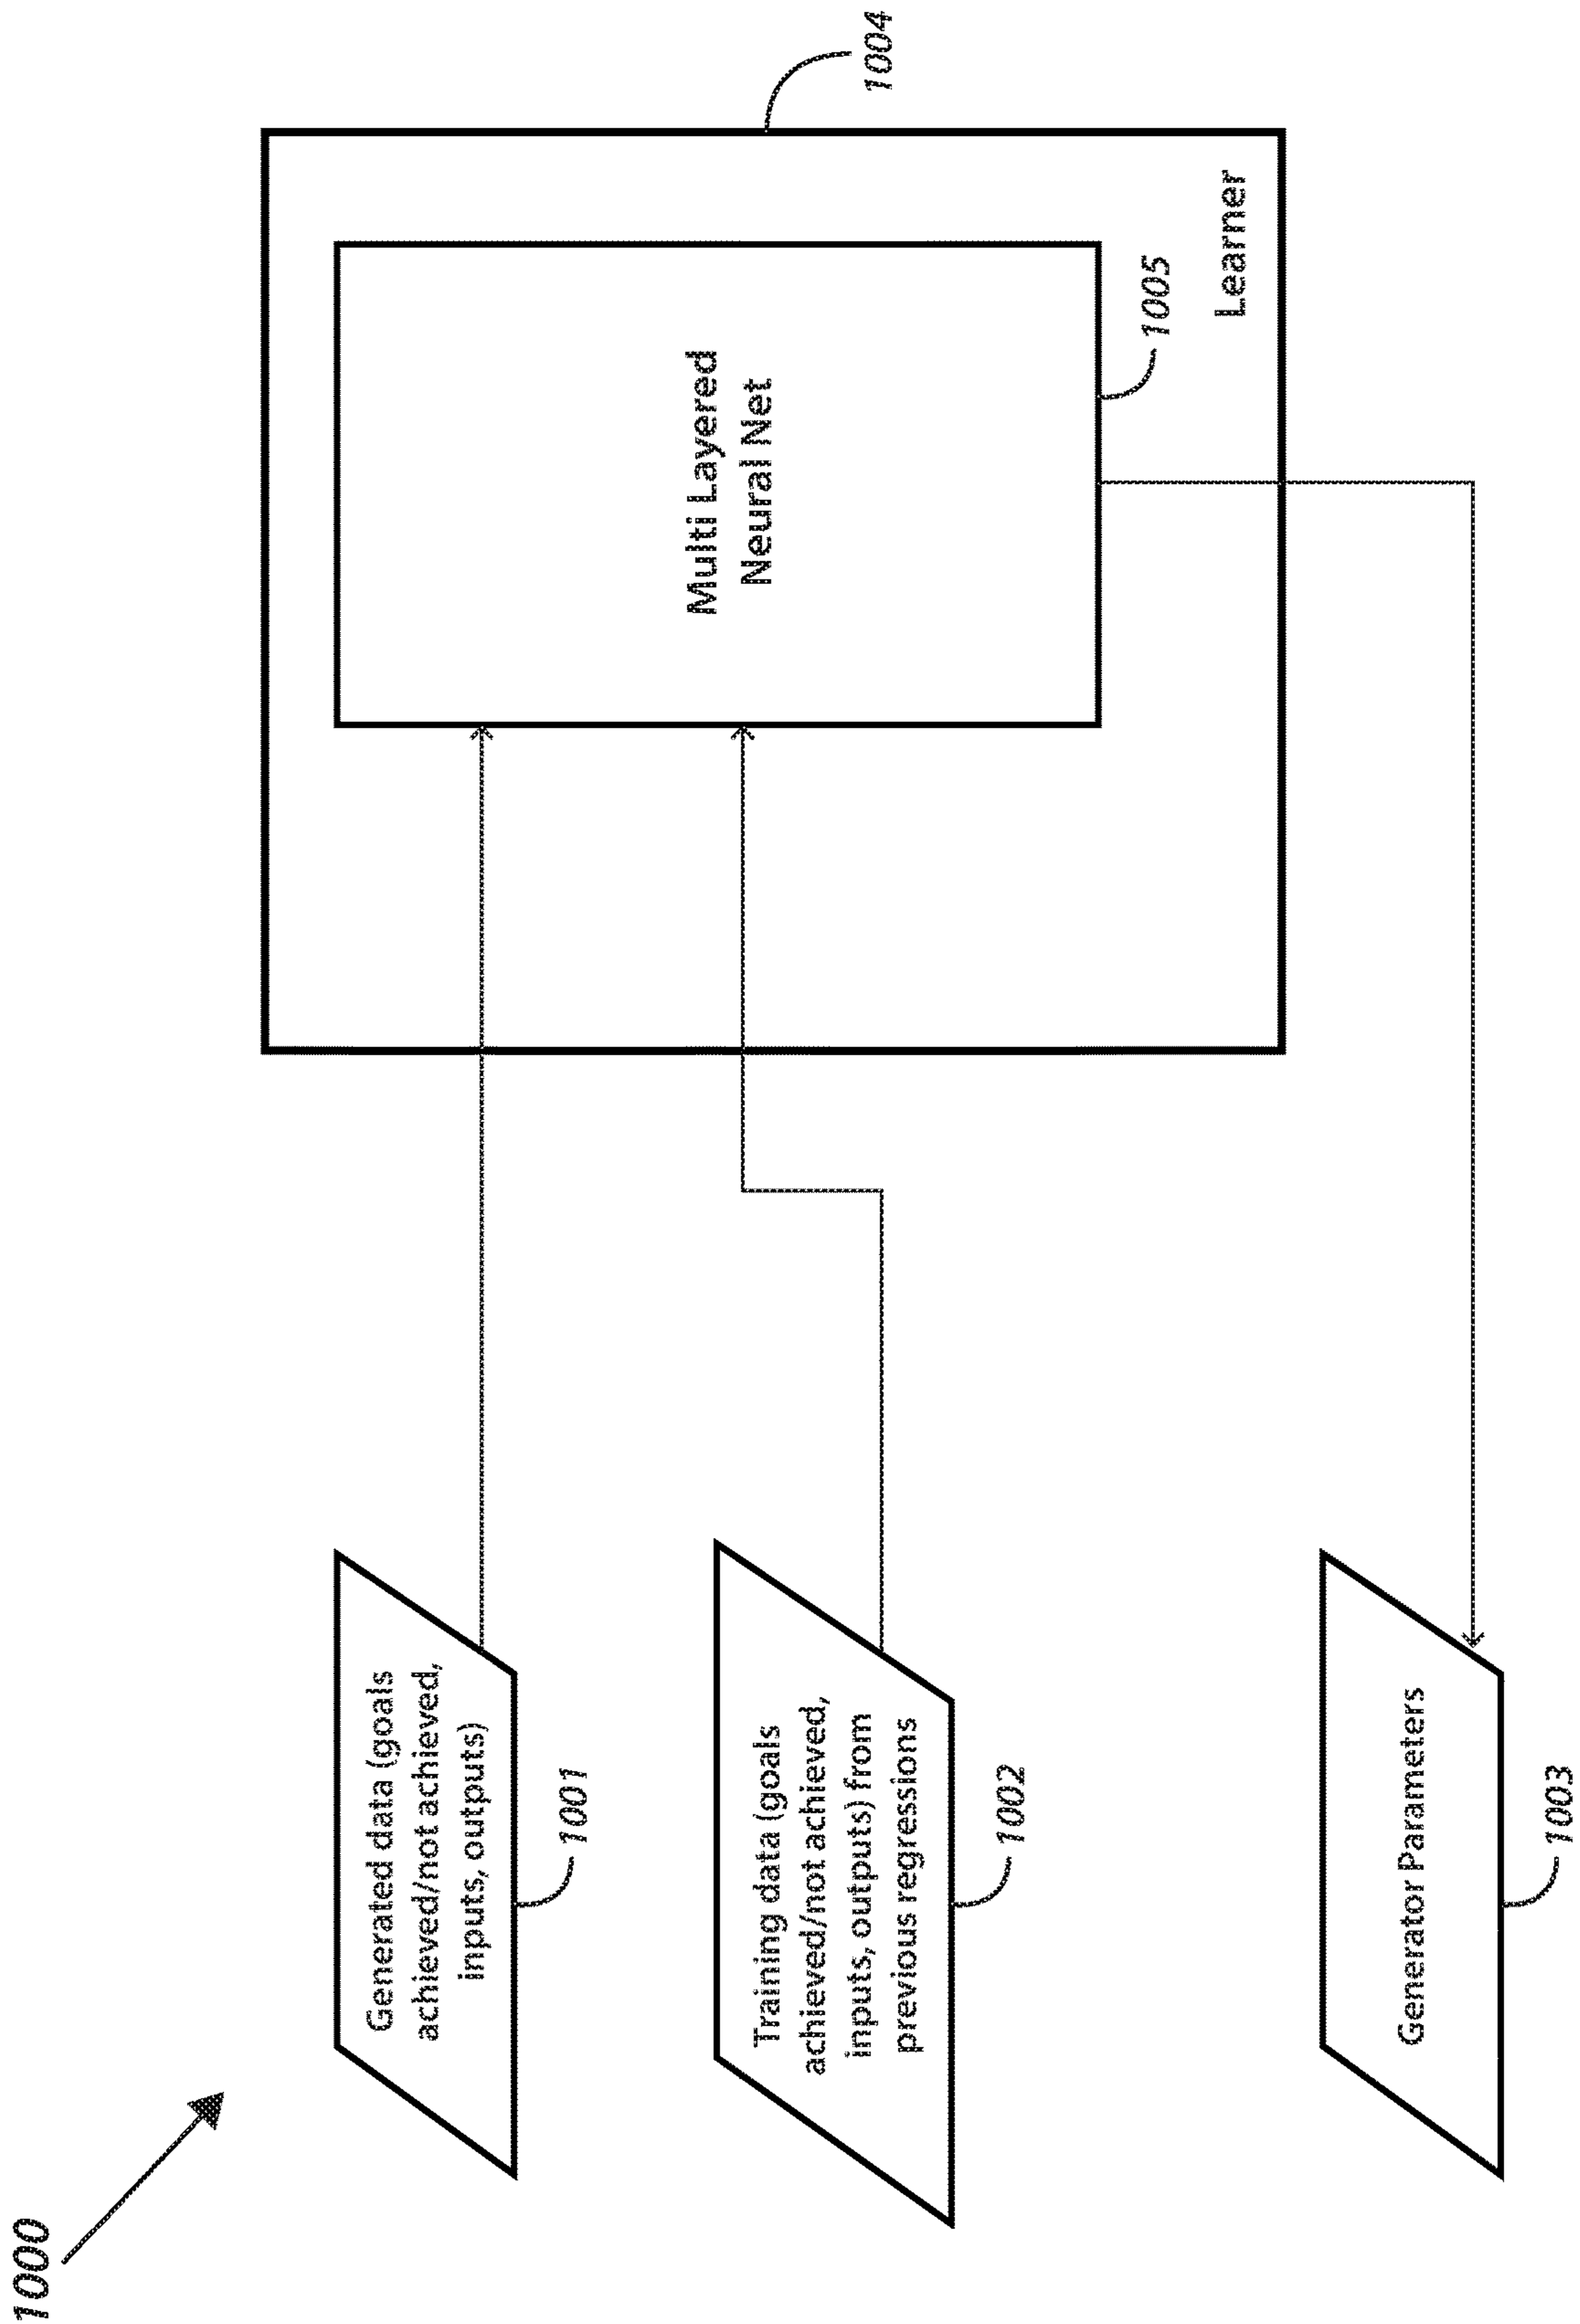 1000
Generated data (goals
achieved/not achieved,
inputs, outputs)
1001
Training data (goals
achieved/not achieved,
inputs, outputs) from
previous regressions
1002
Generator Parameters
1003
Multi Layered
Neural Net
1005
Learner
1004